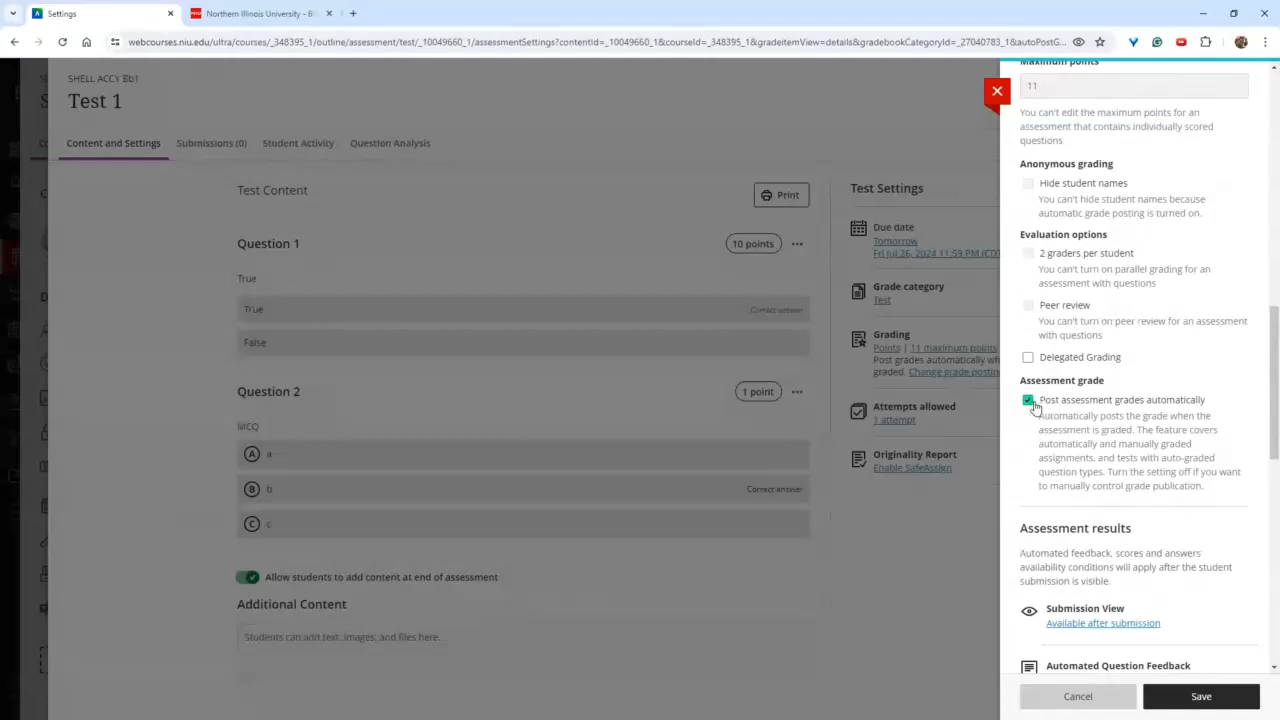 Settings
Northern Illinois University - Bl
webcourses.niu.edu/ultra/courses/_348395_1/outline/assessment/test/_10049660_1/assessmentSettings?contentId=_10049660_1&courseId=_348395_1&gradeitemView=details&gradebookCategoryId=_27040783_1&autoPostG...
SHELL ACCY Bb1
Test 1
Content and Settings
Submissions (0)
Student Activity
Question Analysis
Test Content
Print
Question 1
10 points
True
True
Correct answer
False
Question 2
1 point
MCQ
A a
B b
Correct answer
C c
Allow students to add content at end of assessment
Additional Content
Students can add text, images, and files here.
Test Settings
Due date
Tomorrow
Fri Jul 26, 2024 11:59 PM (CDT
Grade category
Test
Grading
Points | 11 maximum points
Post grades automatically wh
graded. Change grade postin
Attempts allowed
1 attempt
Originality Report
Enable SafeAssign
Maximum points
11
You can't edit the maximum points for an
assessment that contains individually scored
questions
Anonymous grading
Hide student names
You can't hide student names because
automatic grade posting is turned on.
Evaluation options
2 graders per student
You can't turn on parallel grading for an
assessment with questions
Peer review
You can't turn on peer review for an assessment
with questions
Delegated Grading
Assessment grade
Post assessment grades automatically
Automatically posts the grade when the
assessment is graded. The feature covers
automatically and manually graded
assignments, and tests with auto-graded
question types. Turn the setting off if you want
to manually control grade publication.
Assessment results
Automated feedback, scores and answers
availability conditions will apply after the student
submission is visible.
Submission View
Available after submission
Automated Question Feedback
Cancel
Save